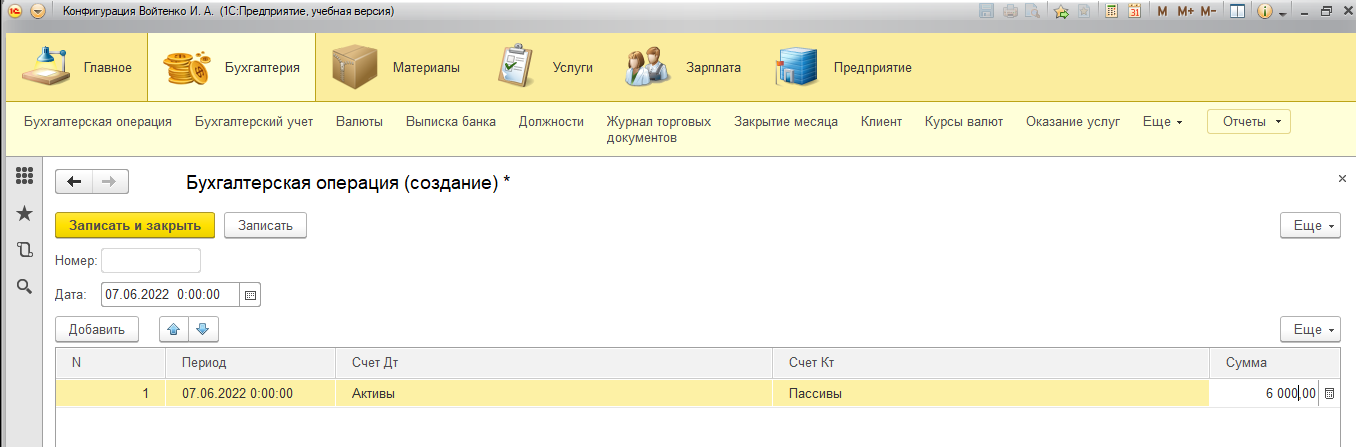 Конфигурация Войтенко И. А. (1С:Предприятие, учебная версия)
M M+ M-
Главное
Бухгалтерия
Материалы
Услуги
Зарплата
Предприятие
Бухгалтерская операция
Бухгалтерский учет
Валюты
Выписка банка
Должности
Журнал торговых
документов
Закрытие месяца
Клиент
Курсы валют
Оказание услуг
Еще
Отчеты
Бухгалтерская операция (создание) *
Записать и закрыть
Записать
Еще
Номер:
Дата: 07.06.2022 0:00:00
Добавить
Еще
N Период Счет Дт Счет Кт Сумма
1 07.06.2022 0:00:00 Активы Пассивы 6 000,00